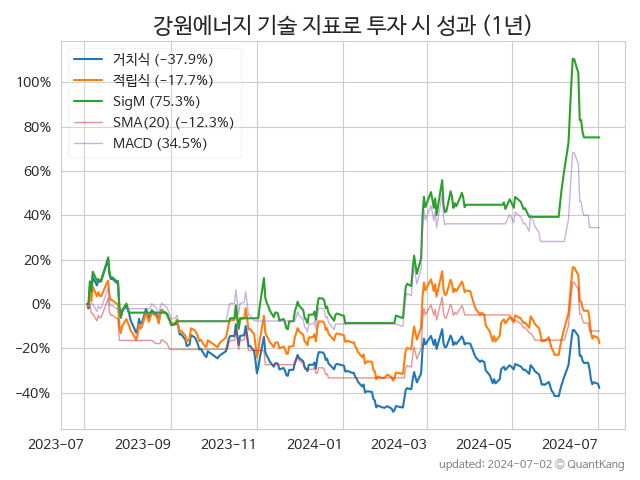 강원에너지 기술 지표로 투자 시 성과 (1년)
거치식 (−37.9%)
적립식 (−17.7%)
SigM (75.3%)
SMA(20) (−12.3%)
MACD (34.5%)
100%
80%
60%
40%
20%
0%
−20%
−40%
2023-07 2023-09 2023-11 2024-01 2024-03 2024-05 2024-07
updated: 2024-07-02 © QuantKang